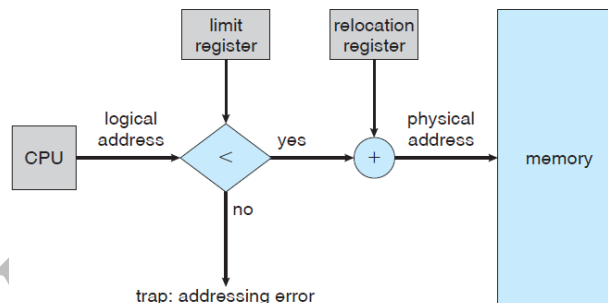 limit
register
relocation
register
logical
address
physical
address
CPU
<
yes
+
memory
no
trap: addressing error